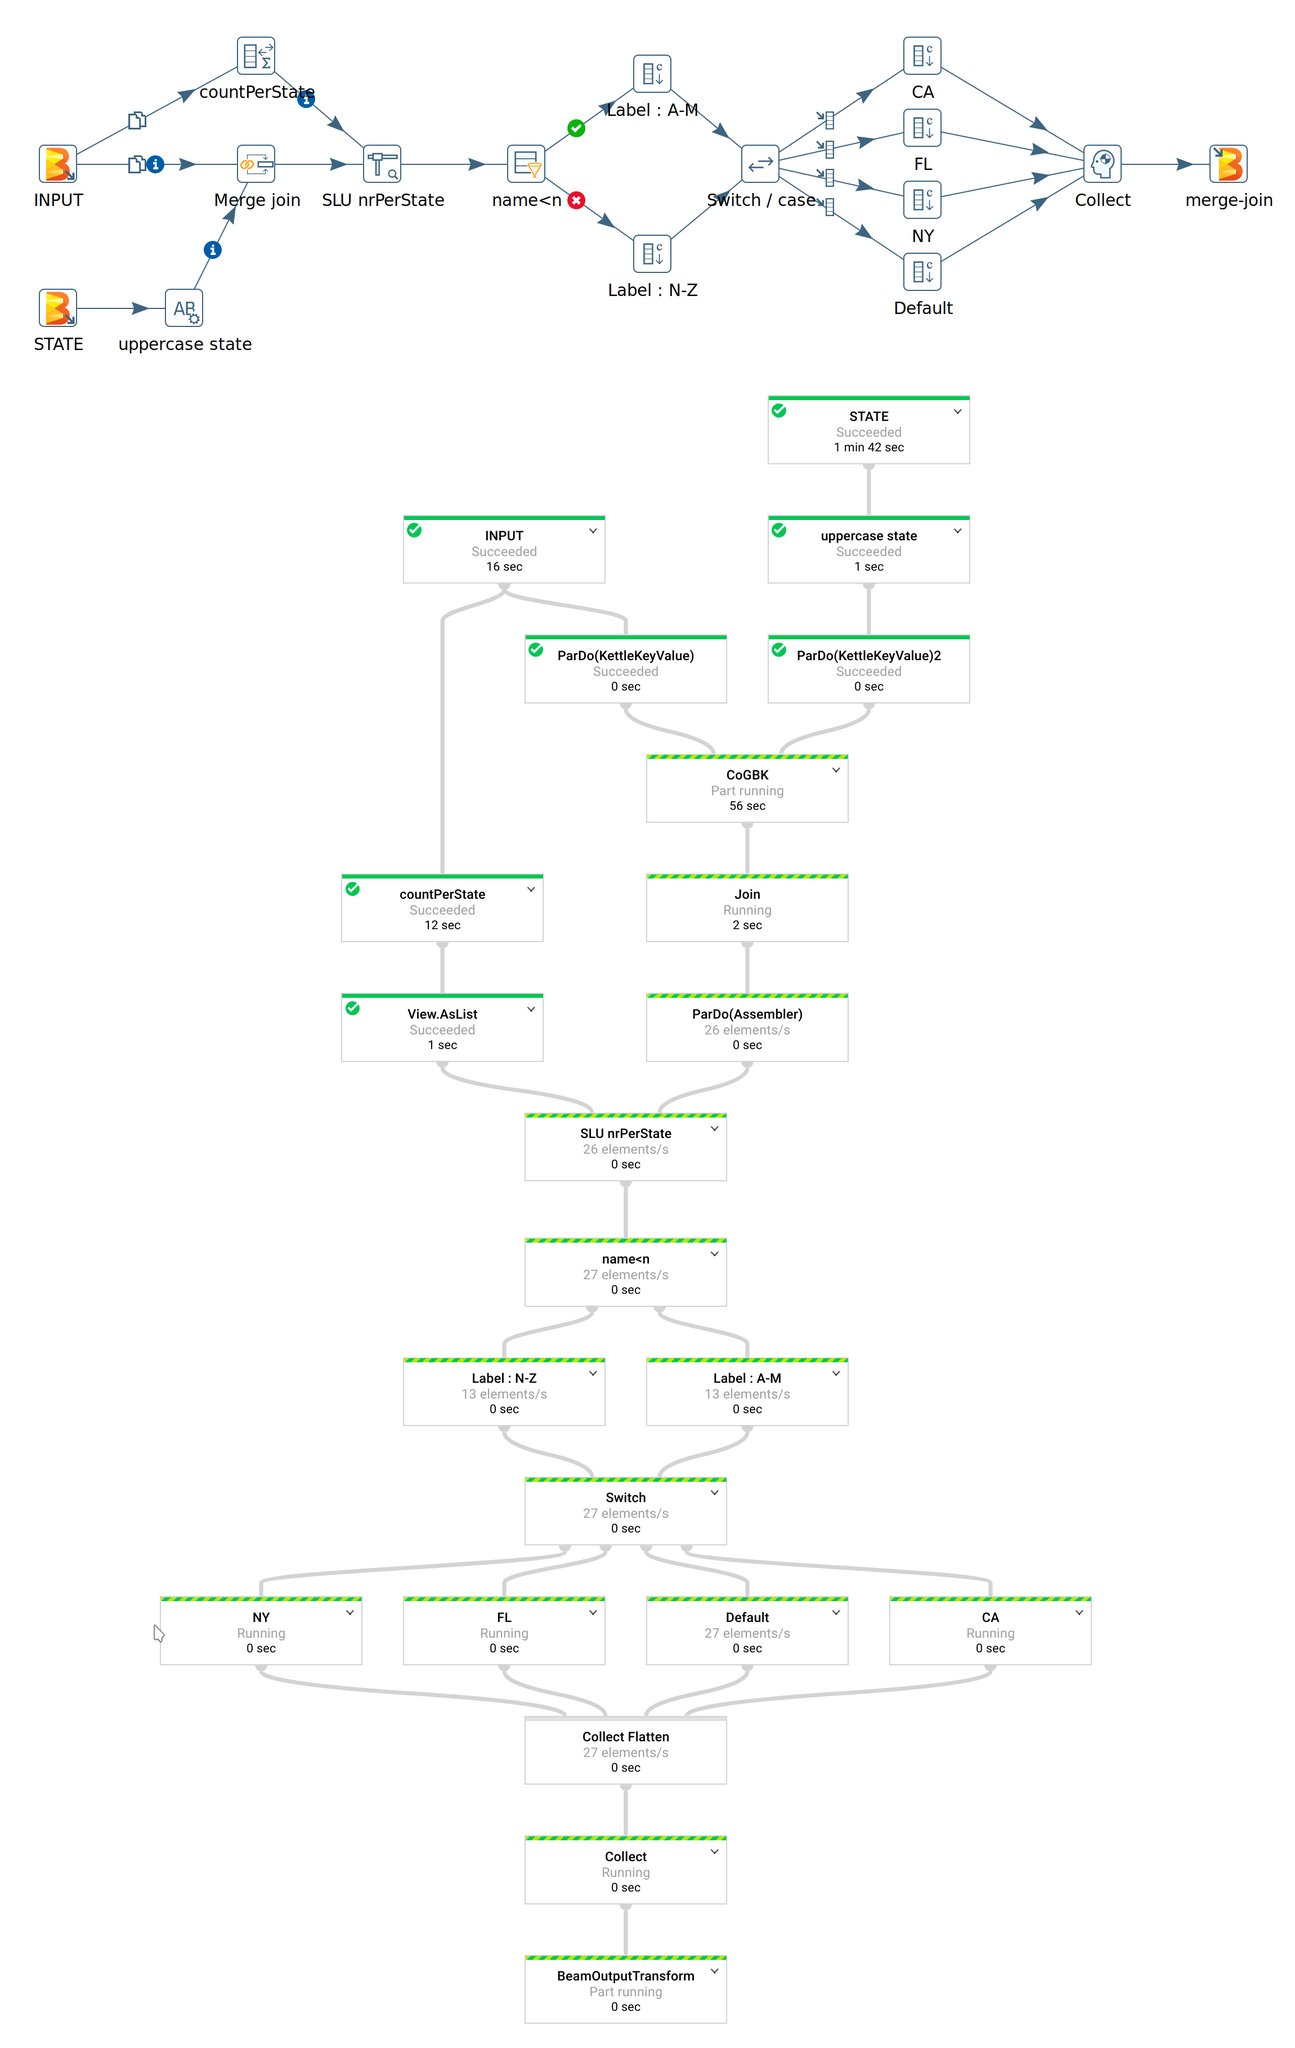 countPerState
INPUT
Merge join
SLU nrPerState
name<n
Label : A-M
Label : N-Z
Switch / case
CA
FL
NY
Default
Collect
merge-join
STATE
uppercase state
STATE
Succeeded
1 min 42 sec
INPUT
Succeeded
16 sec
uppercase state
Succeeded
1 sec
ParDo(KettleKeyValue)
Succeeded
0 sec
ParDo(KettleKeyValue)2
Succeeded
0 sec
CoGBK
Part running
56 sec
countPerState
Succeeded
12 sec
Join
Running
2 sec
View.AsList
Succeeded
1 sec
ParDo(Assembler)
26 elements/s
0 sec
SLU nrPerState
26 elements/s
0 sec
name<n
27 elements/s
0 sec
Label : N-Z
13 elements/s
0 sec
Label : A-M
13 elements/s
0 sec
Switch
27 elements/s
0 sec
NY
Running
0 sec
FL
Running
0 sec
Default
27 elements/s
0 sec
CA
Running
0 sec
Collect Flatten
27 elements/s
0 sec
Collect
Running
0 sec
BeamOutputTransform
Part running
0 sec